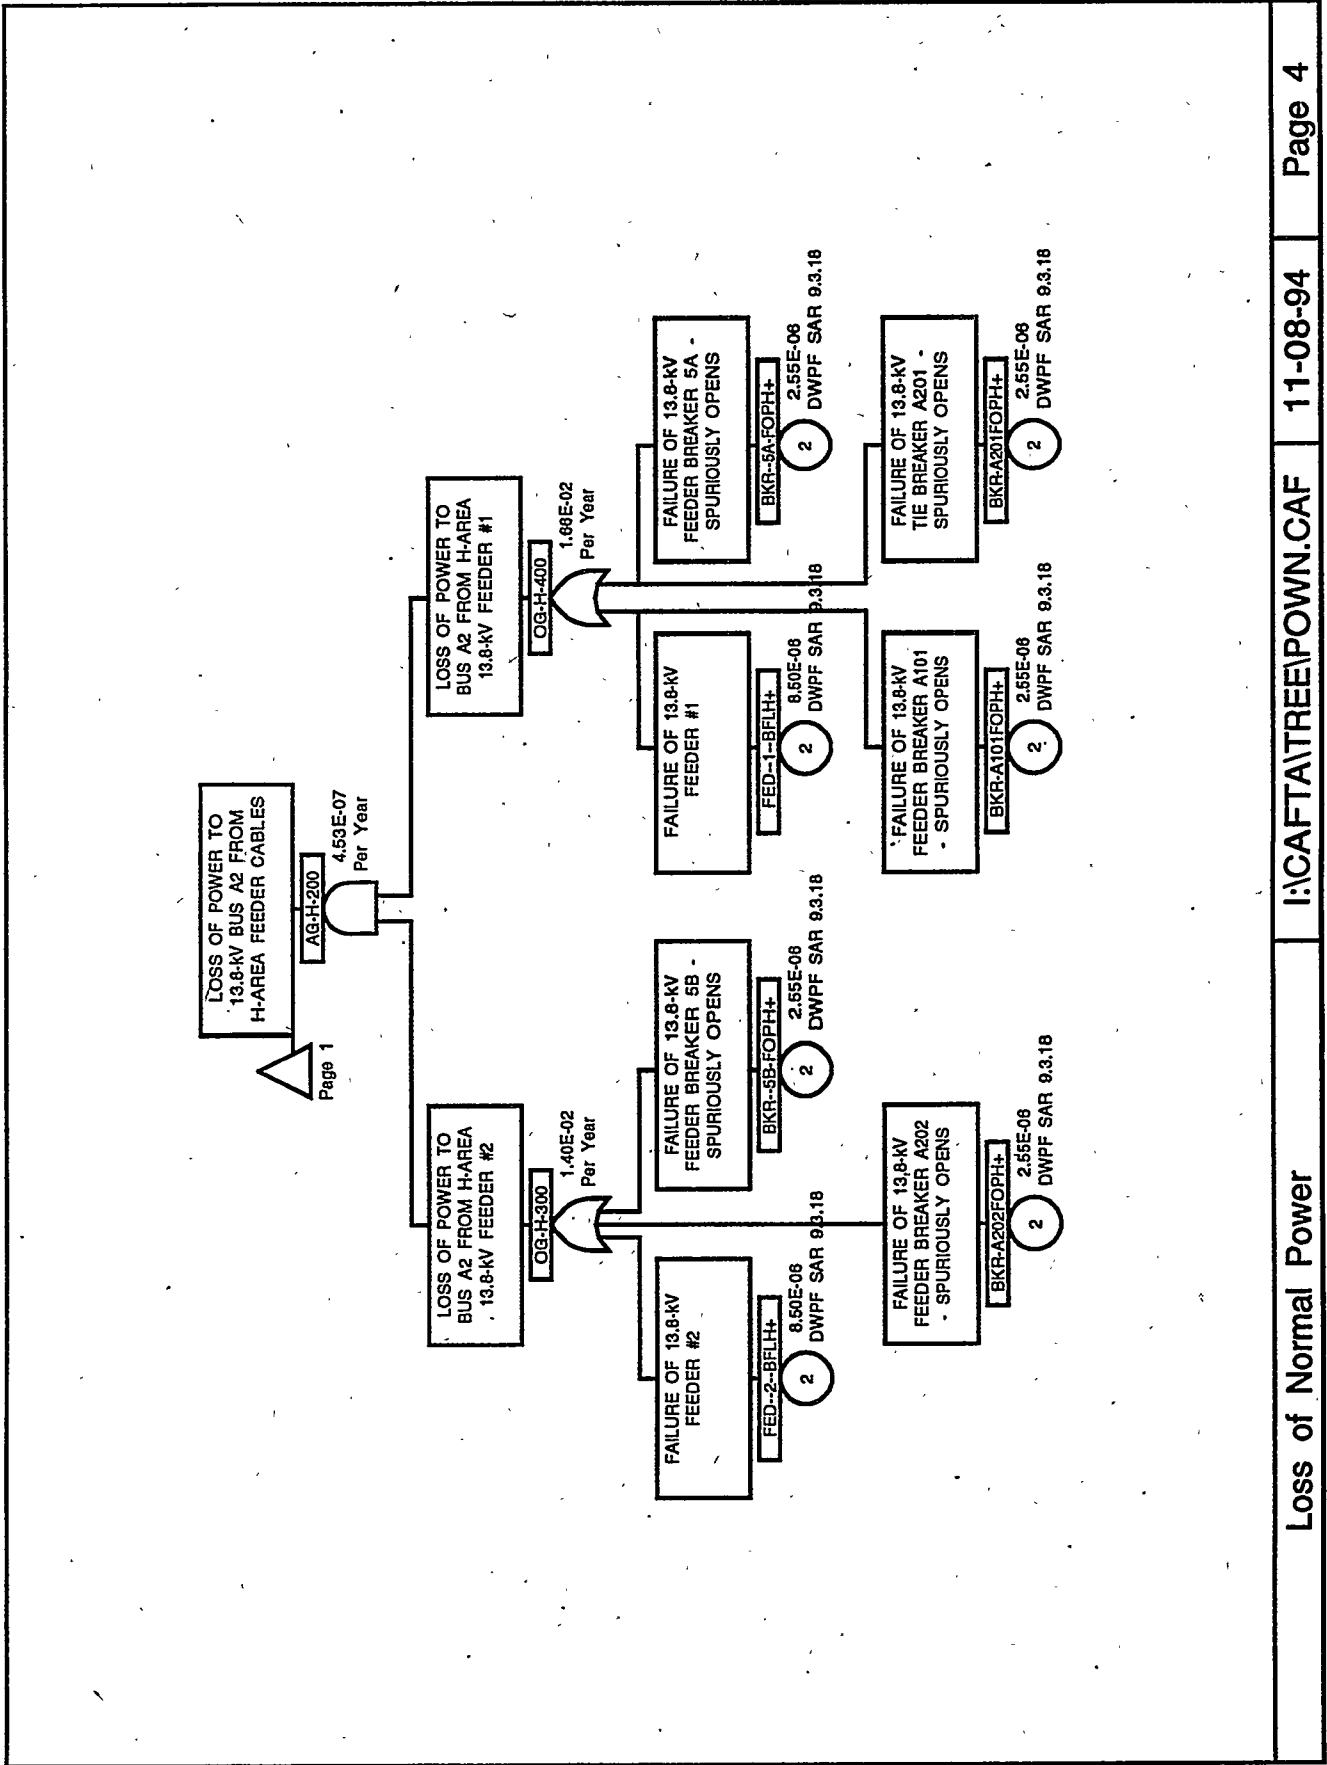 LOSS OF POWER TO
13.8-kV BUS A2 FROM
H-AREA FEEDER CABLES
Page 1
AG-H-200
4.53E-07
Per Year
LOSS OF POWER TO
BUS A2 FROM H-AREA
13.8-kV FEEDER #2
OG-H-300
1.40E-02
Per Year
LOSS OF POWER TO
BUS A2 FROM H-AREA
13.8-kV FEEDER #1
OG-H-400
1.66E-02
Per Year
FAILURE OF 13.8-kV
FEEDER #2
FED--2--BFLH+
8.50E-06
DWPF SAR 9.3.18
2
FAILURE OF 13.8-kV
FEEDER BREAKER 5B -
SPURIOUSLY OPENS
BKR--5B-FOPH+
2.55E-06
DWPF SAR 9.3.18
2
FAILURE OF 13.8-kV
FEEDER #1
FED--1--BFLH+
8.50E-06
DWPF SAR 9.3.18
2
FAILURE OF 13.8-kV
FEEDER BREAKER 5A -
SPURIOUSLY OPENS
BKR--5A-FOPH+
2.55E-06
DWPF SAR 9.3.18
2
FAILURE OF 13.8-kV
FEEDER BREAKER A202
- SPURIOUSLY OPENS
BKR-A202FOPH+
2.55E-06
DWPF SAR 9.3.18
2
FAILURE OF 13.8-kV
FEEDER BREAKER A101
- SPURIOUSLY OPENS
BKR-A101FOPH+
2.55E-06
DWPF SAR 9.3.18
2
FAILURE OF 13.8-kV
TIE BREAKER A201 -
SPURIOUSLY OPENS
BKR-A201FOPH+
2.55E-06
DWPF SAR 9.3.18
2
Loss of Normal Power
I:\CAFTA\TREE\POWN.CAF
11-08-94
Page 4